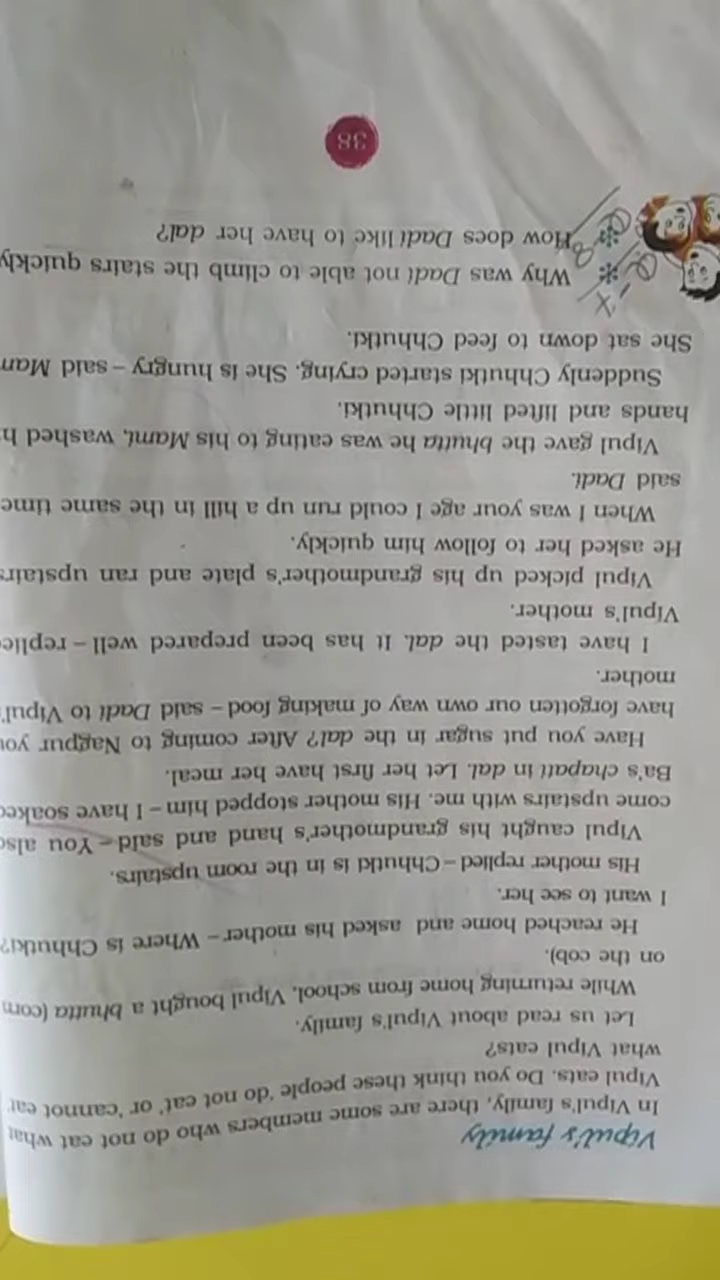 Vipul's family
In Vipul's family, there are some members who do not eat what
Vipul eats. Do you think these people 'do not eat' or 'cannot eat'
what Vipul eats?
Let us read about Vipul's family.
While returning home from school, Vipul bought a bhutta (corn
on the cob).
He reached home and asked his mother – Where is Chhutki?
I want to see her.
His mother replied – Chhutki is in the room upstairs.
Vipul caught his grandmother's hand and said – You also
come upstairs with me. His mother stopped him – I have soaked
Ba's chapati in dal. Let her first have her meal.
Have you put sugar in the dal? After coming to Nagpur you
have forgotten our own way of making food – said Dadi to Vipul's
mother.
I have tasted the dal. It has been prepared well – replied
Vipul's mother.
Vipul picked up his grandmother's plate and ran upstairs.
He asked her to follow him quickly.
When I was your age I could run up a hill in the same time
said Dadi.
Vipul gave the bhutta he was eating to his Mami, washed
hands and lifted little Chhutki.
Suddenly Chhutki started crying. She is hungry – said
She sat down to feed Chhutki.
Why was Dadi not able to climb the stairs quickly
How does Dadi like to have her dal?
38